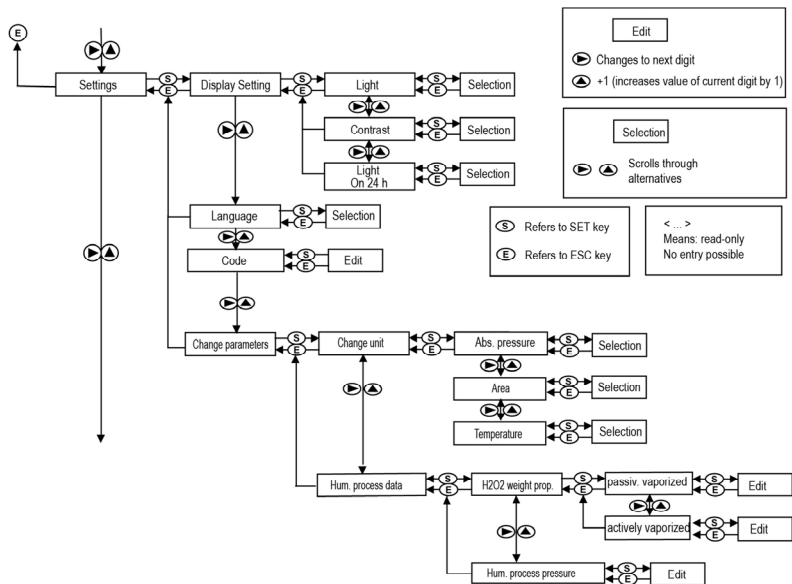 E
Edit
Changes to next digit
+1 (increases value of current digit by 1)
Settings
S
E
Display Setting
S
E
Light
S
E
Selection
Contrast
S
E
Selection
Selection
Scrolls through
alternatives
Light
On 24 h
S
E
Selection
Language
S
E
Selection
S Refers to SET key
E Refers to ESC key
< ... >
Means: read-only
No entry possible
Code
S
E
Edit
Change parameters
S
E
Change unit
S
E
Abs. pressure
S
E
Selection
Area
S
E
Selection
Temperature
S
E
Selection
Hum. process data
S
E
H2O2 weight prop.
S
E
passiv. vaporized
S
E
Edit
actively vaporized
S
E
Edit
Hum. process pressure
S
E
Edit